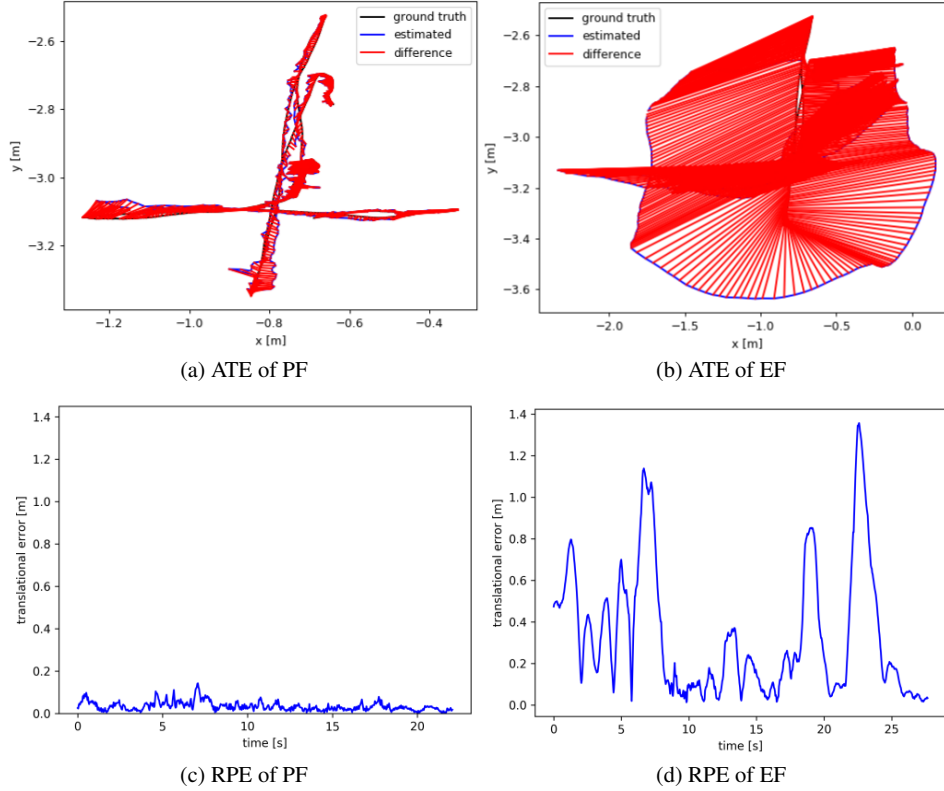 ground truth
estimated
difference
−2.6
−2.8
−3.0
−3.2
y [m]
−1.2
−1.0
−0.8
−0.6
−0.4
x [m]
(a) ATE of PF
ground truth
estimated
difference
−2.6
−2.8
−3.0
−3.2
−3.4
−3.6
y [m]
−2.0
−1.5
−1.0
−0.5
0.0
x [m]
(b) ATE of EF
1.4
1.2
1.0
0.8
0.6
0.4
0.2
0.0
translational error [m]
0
5
10
15
20
time [s]
(c) RPE of PF
1.4
1.2
1.0
0.8
0.6
0.4
0.2
0.0
translational error [m]
0
5
10
15
20
25
time [s]
(d) RPE of EF